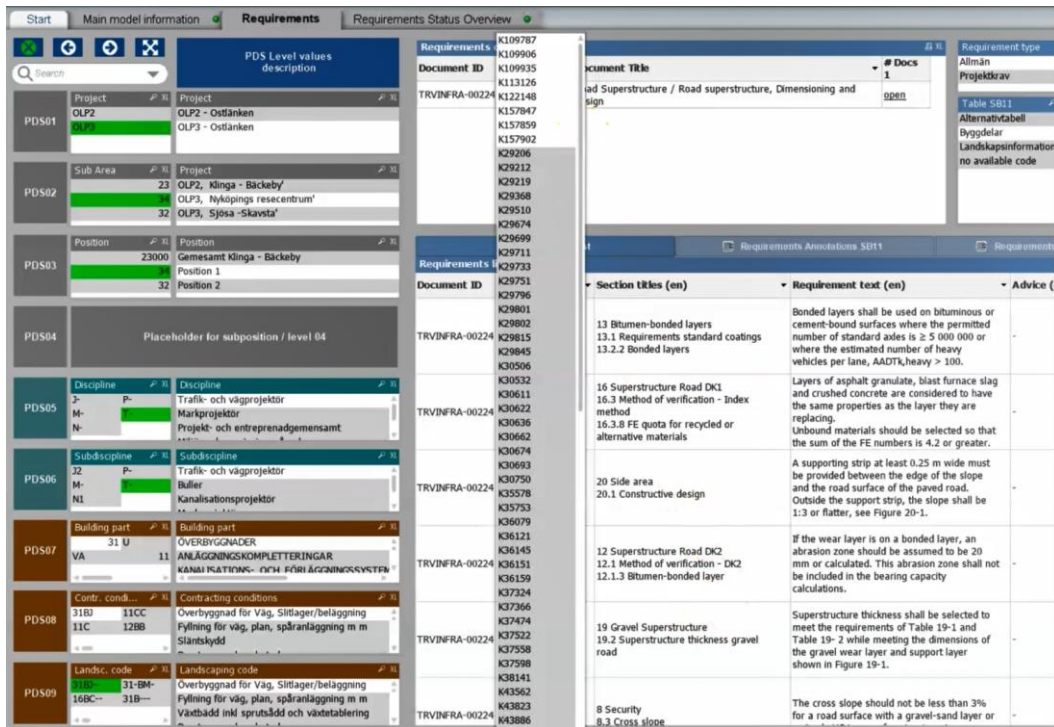 Start
Main model information
Requirements
Requirements Status Overview
PDS Level values
description
Search
PDS01
Project
OLP2
OLP3
Project
OLP2 - Ostlänken
OLP3 - Ostlänken
PDS02
Sub Area
23
34
32
Project
OLP2, Klinga - Bäckeby'
OLP3, Nyköpings resecentrum'
OLP3, Sjösa -Skavsta'
PDS03
Position
23000
34
32
Position
Gemesamt Klinga - Bäckeby
Position 1
Position 2
PDS04
Placeholder for subposition / level 04
PDS05
Discipline
J- P-
M- T-
N-
Discipline
Trafik- och vägprojektör
Markprojektör
Projekt- och entreprenadgemensamt
PDS06
Subdiscipline
J2 P-
M- T-
N1
Subdiscipline
Trafik- och vägprojektör
Buller
Kanalisationsprojektör
PDS07
Building part
31 U
VA 11
Building part
ÖVERBYGGNADER
ANLÄGGNINGSKOMPLETTERINGAR
KANALISATIONS- OCH FÖRLÄGGNINGSSYSTEM
PDS08
Contr. condi...
31BJ 11CC
11C 12BB
Contracting conditions
Överbyggnad för Väg, Slitlager/beläggning
Fyllning för väg, plan, spåranläggning m m
Släntskydd
PDS09
Landsc. code
31BJ-- 31-BM-
16BC-- 31B---
Landscaping code
Överbyggnad för Väg, Slitlager/beläggning
Fyllning för väg, plan, spåranläggning m m
Växtbädd inkl sprutsådd och växtetablering
K109787
K109906
K109935
K113126
K122148
K157847
K157859
K157902
K29206
K29212
K29219
K29368
K29510
K29674
K29699
K29711
K29733
K29751
K29796
K29801
K29802
K29815
K29845
K30506
K30532
K30611
K30622
K30636
K30662
K30674
K30693
K30750
K35578
K35753
K36079
K36121
K36145
K36151
K36159
K37324
K37366
K37474
K37522
K37558
K37598
K38141
K43562
K43823
K43886
Requirements
Document ID
ocument Title
# Docs
1
TRVINFRA-00224
ad Superstructure / Road superstructure, Dimensioning and
sign
open
Requirement type
Allmän
Projektkrav
Table SB11
Alternativtabell
Byggdelar
Landskapsinformation
no available code
Requirements Annotations SB11
Requirements
Requirements
Document ID
Section titles (en)
Requirement text (en)
Advice (
TRVINFRA-00224
13 Bitumen-bonded layers
13.1 Requirements standard coatings
13.2.2 Bonded layers
Bonded layers shall be used on bituminous or
cement-bound surfaces where the permitted
number of standard axles is ≥ 5 000 000 or
where the estimated number of heavy
vehicles per lane, AADTk,heavy > 100.
-
TRVINFRA-00224
16 Superstructure Road DK1
16.3 Method of verification - Index
method
16.3.8 FE quota for recycled or
alternative materials
Layers of asphalt granulate, blast furnace slag
and crushed concrete are considered to have
the same properties as the layer they are
replacing.
Unbound materials should be selected so that
the sum of the FE numbers is 4.2 or greater.
-
TRVINFRA-00224
20 Side area
20.1 Constructive design
A supporting strip at least 0.25 m wide must
be provided between the edge of the slope
and the road surface of the paved road.
Outside the support strip, the slope shall be
1:3 or flatter, see Figure 20-1.
-
TRVINFRA-00224
12 Superstructure Road DK2
12.1 Method of verification - DK2
12.1.3 Bitumen-bonded layer
If the wear layer is on a bonded layer, an
abrasion zone should be assumed to be 20
mm or calculated. This abrasion zone shall not
be included in the bearing capacity
calculations.
-
TRVINFRA-00224
19 Gravel Superstructure
19.2 Superstructure thickness gravel
road
Superstructure thickness shall be selected to
meet the requirements of Table 19-1 and
Table 19- 2 while meeting the dimensions of
the gravel wear layer and support layer
shown in Figure 19-1.
-
TRVINFRA-00224
8 Security
8.3 Cross slope
The cross slope should not be less than 3%
for a road surface with a gravel-sand layer or